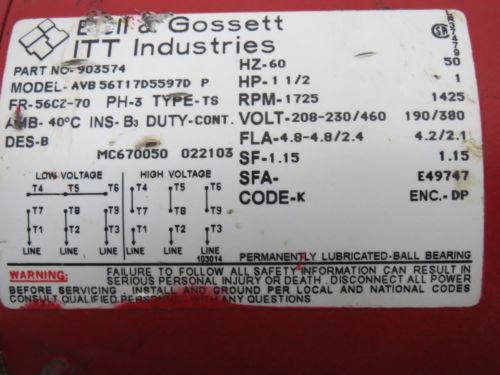 Bell & Gossett
ITT Industries
PART NO-903574
MODEL-AVB56T17D5597D P
FR-56CZ-70 PH-3 TYPE-TS
AMB-40°C INS-B3 DUTY-CONT.
DES-B
MC670050 022103
HZ-60 50
HP-1 1/2 1
RPM-1725 1425
VOLT-208-230/460 190/380
FLA-4.8-4.8/2.4 4.2/2.1
SF-1.15 1.15
SFA- E49747
CODE-K ENC.-DP
LOW VOLTAGE HIGH VOLTAGE
T4 T5 T6 T4 T5 T6
T7 T8 T9 T7 T8 T9
T1 T2 T3 T1 T2 T3
LINE LINE LINE LINE LINE LINE
103014
PERMANENTLY LUBRICATED-BALL BEARING
WARNING: FAILURE TO FOLLOW ALL SAFETY INFORMATION CAN RESULT IN
SERIOUS PERSONAL INJURY OR DEATH. DISCONNECT ALL POWER
BEFORE SERVICING. INSTALL AND GROUND PER LOCAL AND NATIONAL CODES
CONSULT QUALIFIED PERSONNEL WITH ANY QUESTIONS